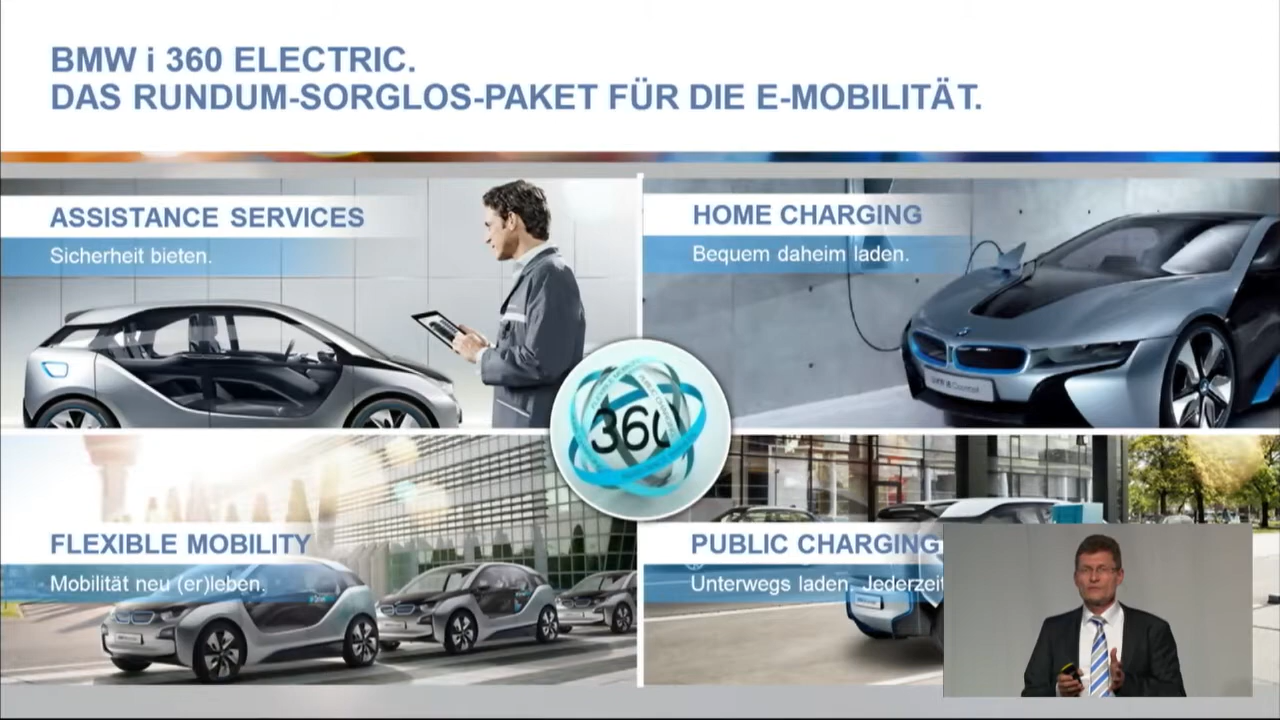 BMW i 360 ELECTRIC.
DAS RUNDUM-SORGLOS-PAKET FÜR DIE E-MOBILITÄT.
ASSISTANCE SERVICES
Sicherheit bieten.
HOME CHARGING
Bequem daheim laden.
360
FLEXIBLE MOBILITY
Mobilität neu (er)leben.
PUBLIC CHARGING
Unterwegs laden. Jederzeit